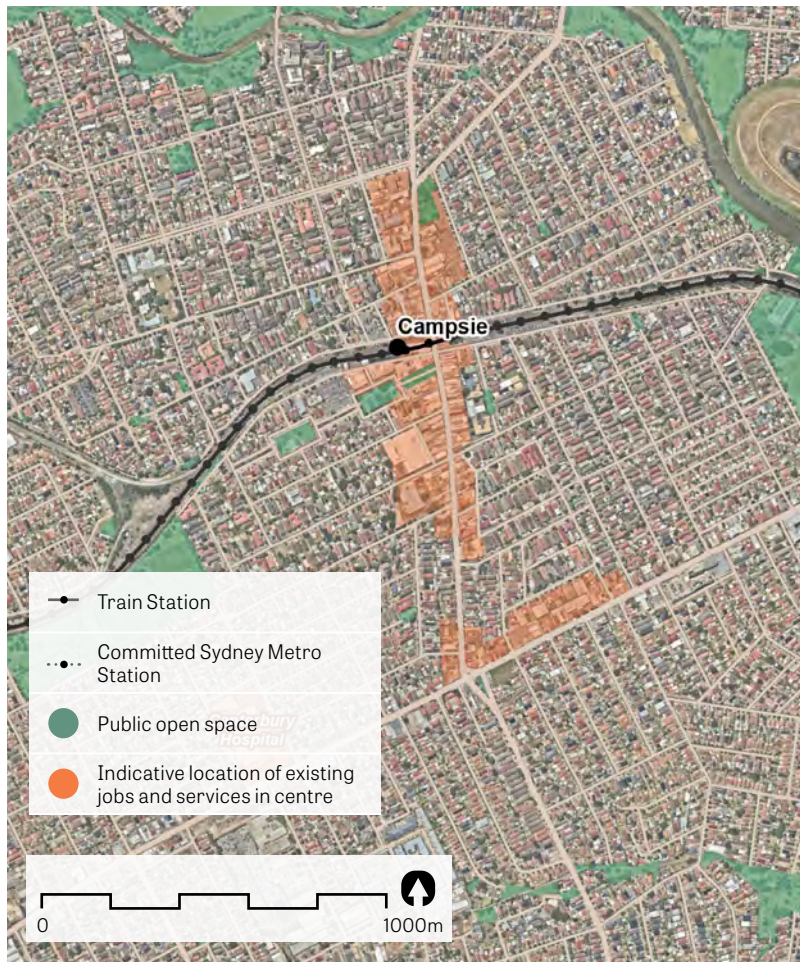 Campsie
Train Station
Committed Sydney Metro
Station
Public open space
Hospital
Indicative location of existing
jobs and services in centre
0
1000m